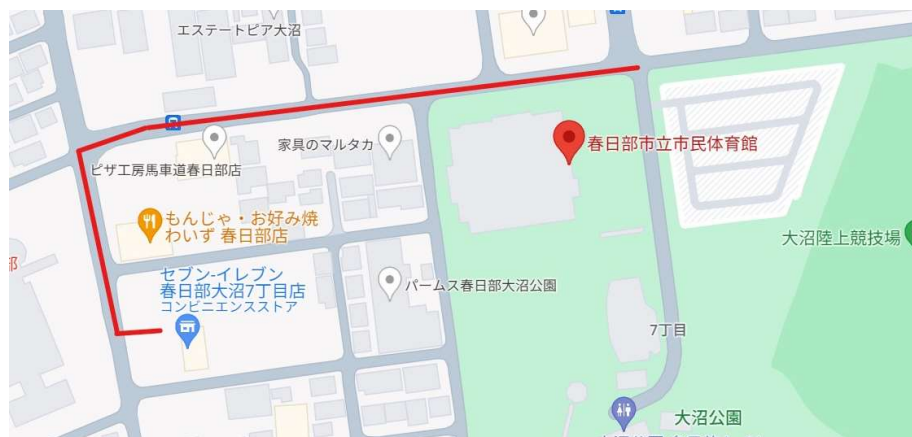 エステートピア大沼
家具のマルタカ
春日部市立市民体育館
ピザ工房馬車道春日部店
もんじゃ・お好み焼
わいず 春日部店
大沼陸上競技場
部
セブン-イレブン
春日部大沼7丁目店
コンビニエンスストア
パームス春日部大沼公園
7丁目
大沼公園